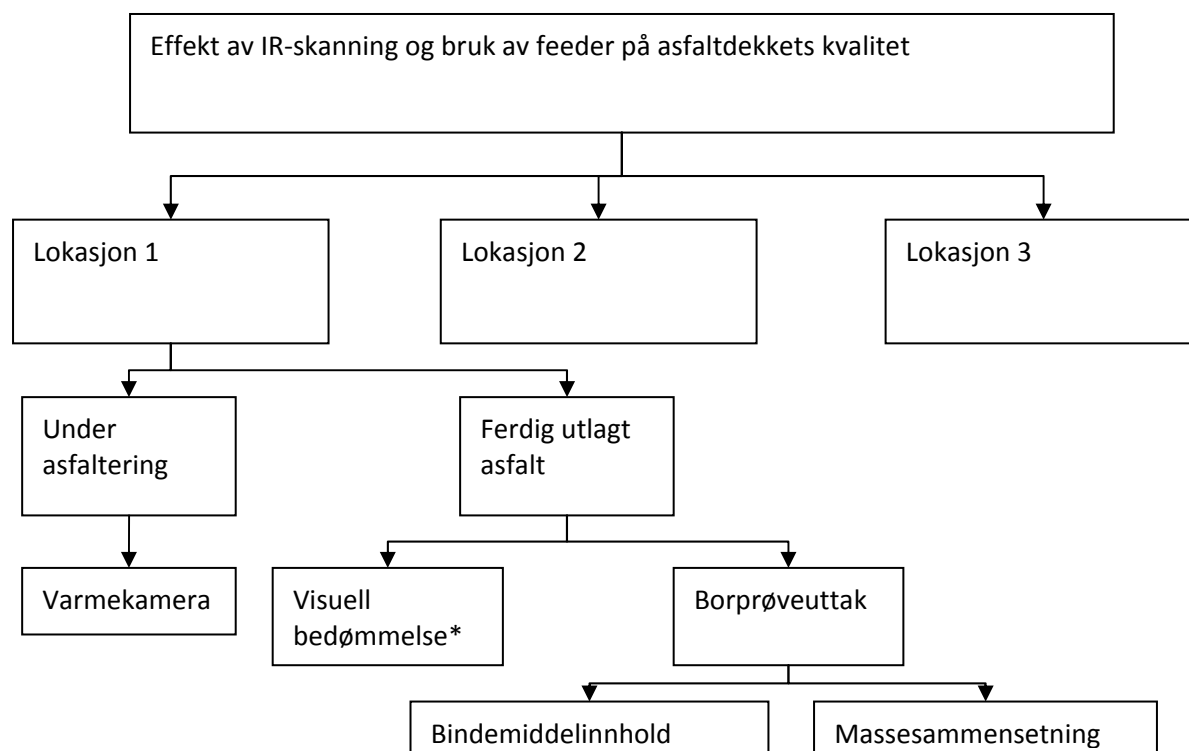 Effekt av IR-skanning og bruk av feeder på asfaltdekkets kvalitet
Lokasjon 1
Lokasjon 2
Lokasjon 3
Under
asfaltering
Ferdig utlagt
asfalt
Varmekamera
Visuell
bedømmelse*
Borprøveuttak
Bindemiddelinnhold
Massesammensetning